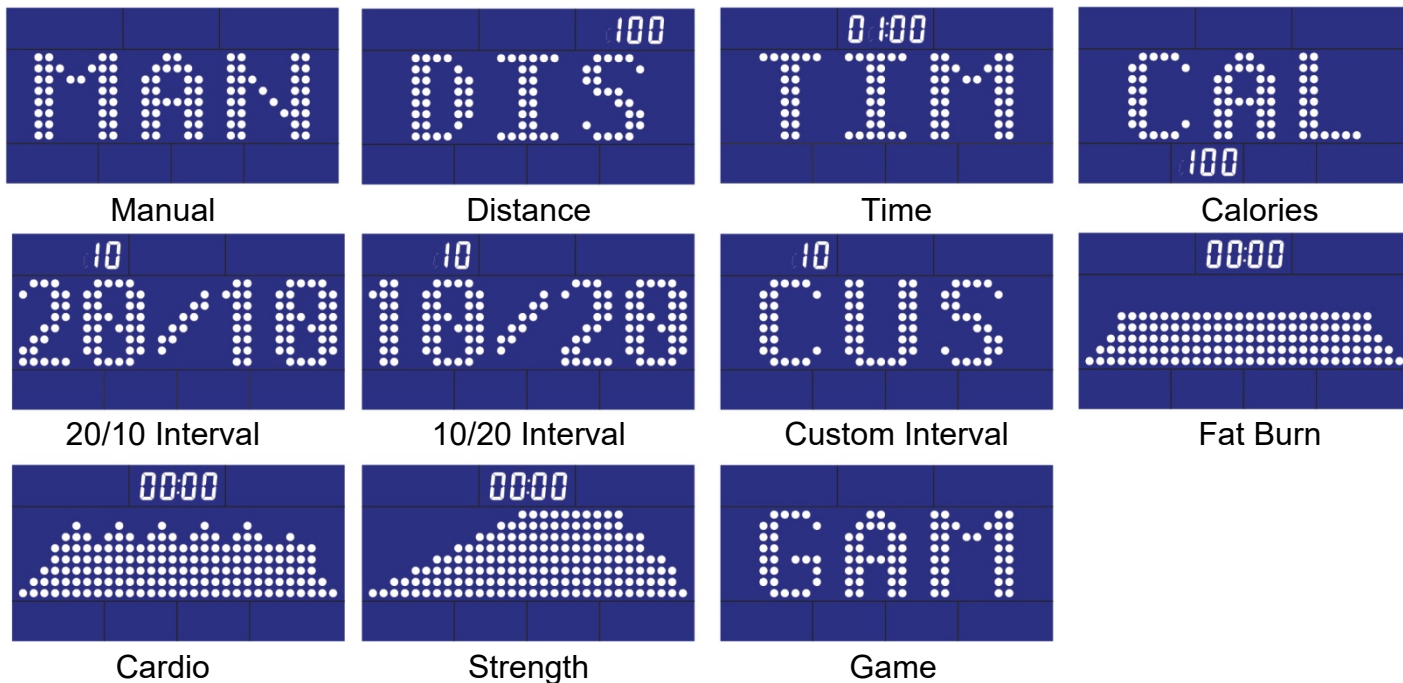 100 01:00
MAN DIS TIM CAL
100
Manual Distance Time Calories
10 10 10 00:00
20/10 10/20 CUS
20/10 Interval 10/20 Interval Custom Interval Fat Burn
00:00 00:00
GAM
Cardio Strength Game